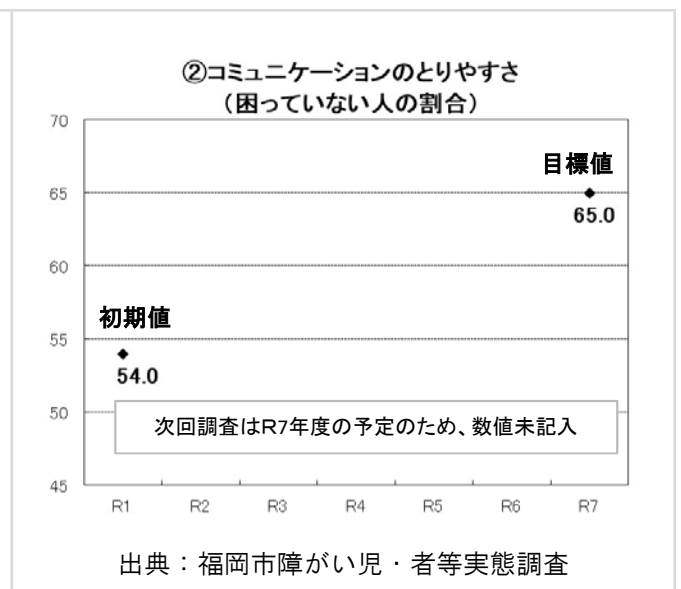 ②コミュニケーションのとりやすさ
（困っていない人の割合）
70
65
60
55
50
45
目標値
65.0
初期値
54.0
次回調査はR7年度の予定のため、数値未記入
R1 R2 R3 R4 R5 R6 R7
出典：福岡市障がい児・者等実態調査